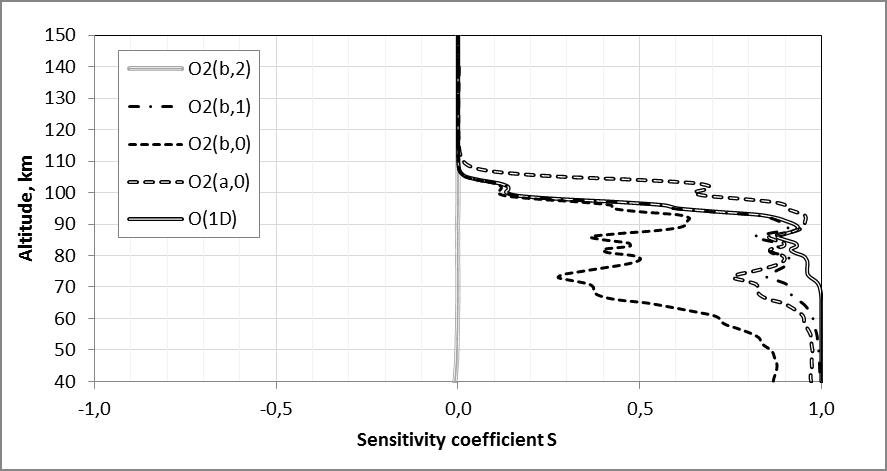 150
140
130
120
110
100
90
80
70
60
50
40
Altitude, km
O2(b,2)
O2(b,1)
O2(b,0)
O2(a,0)
O(1D)
-1,0 -0,5 0,0 0,5 1,0
Sensitivity coefficient S